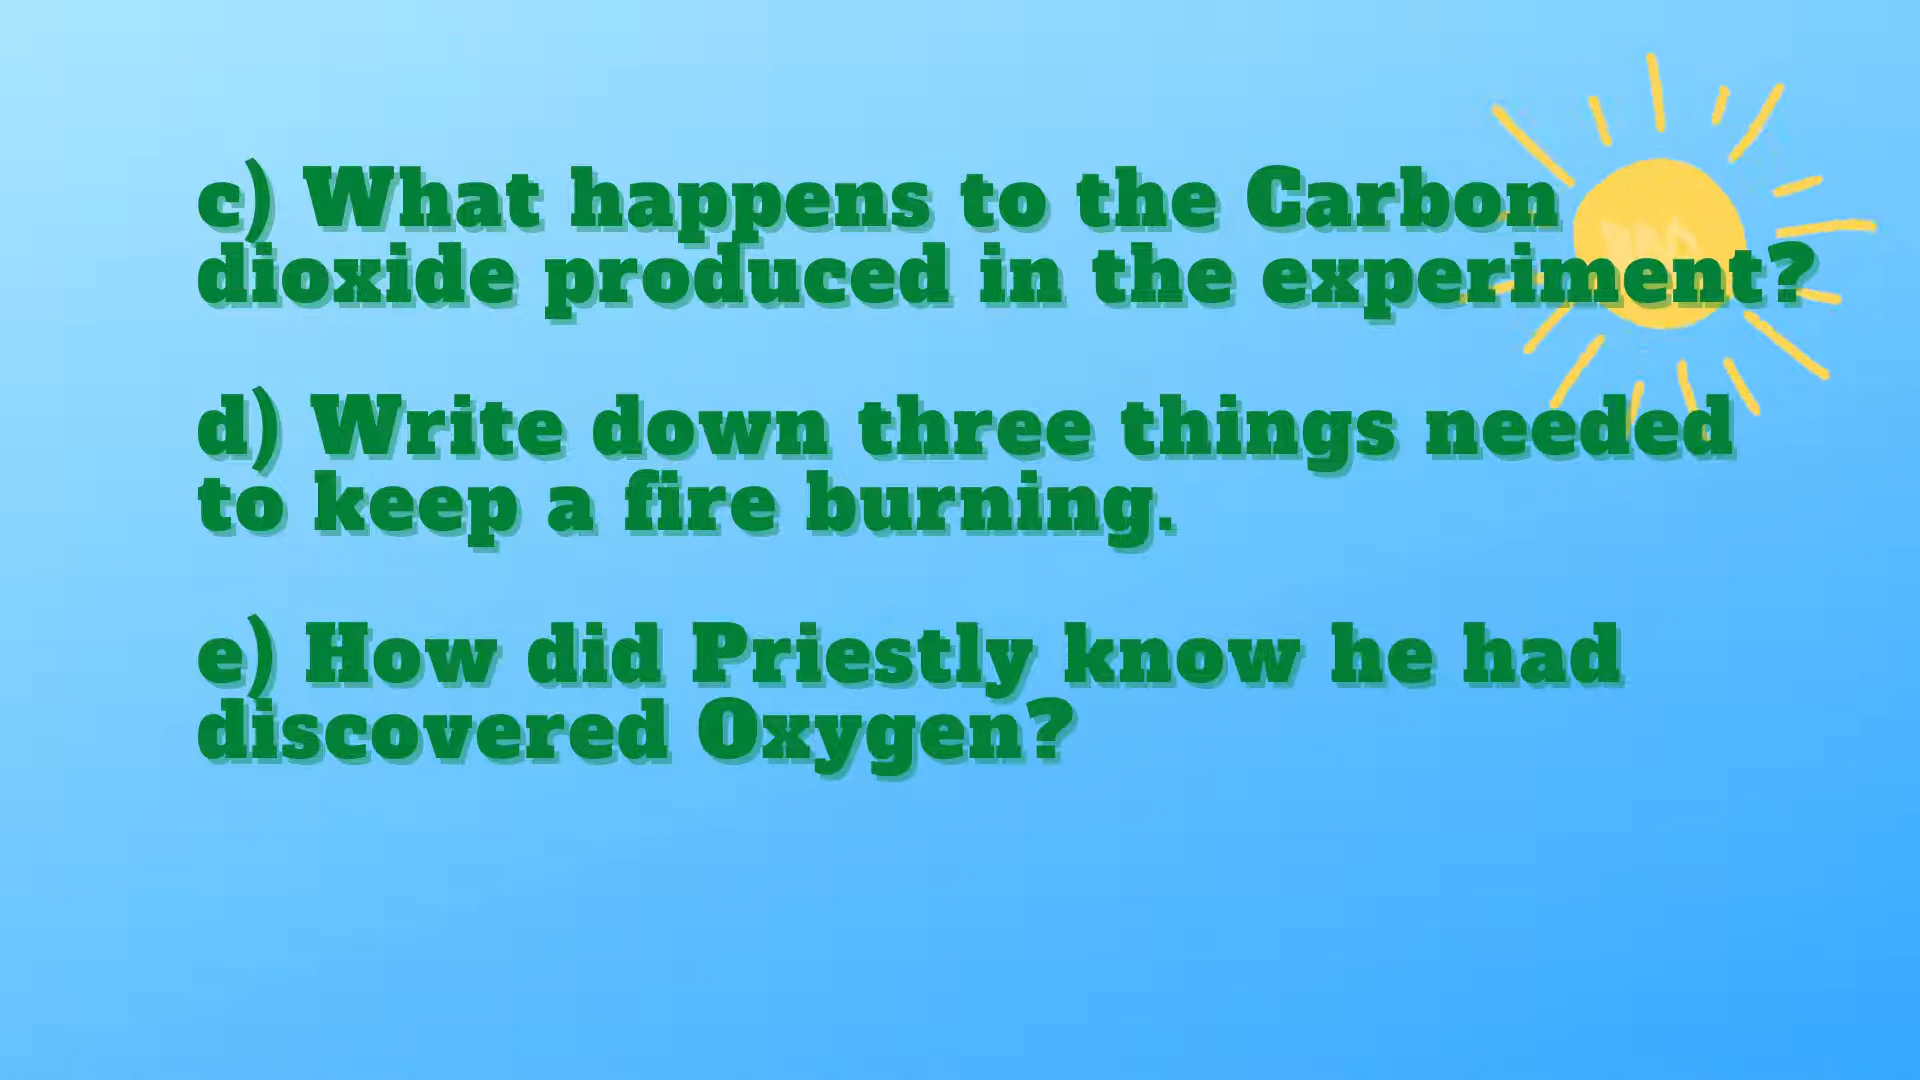 c) What happens to the Carbon
dioxide produced in the experiment?
d) Write down three things needed
to keep a fire burning.
e) How did Priestly know he had
discovered Oxygen?